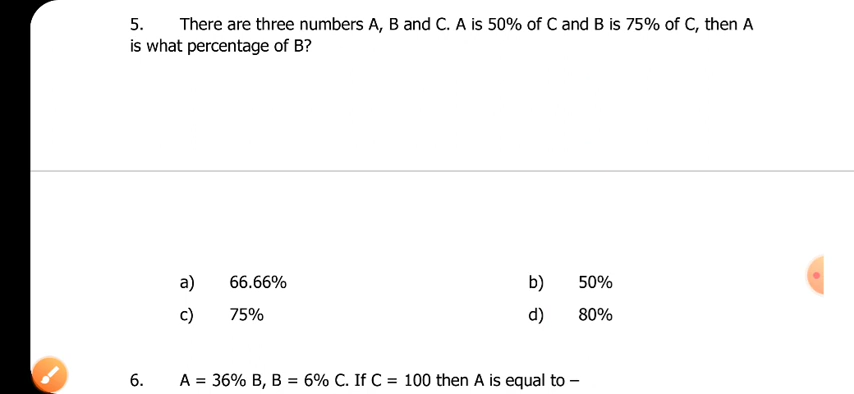 5. There are three numbers A, B and C. A is 50% of C and B is 75% of C, then A
is what percentage of B?
a) 66.66% b) 50%
c) 75% d) 80%
6. A = 36% B, B = 6% C. If C = 100 then A is equal to –